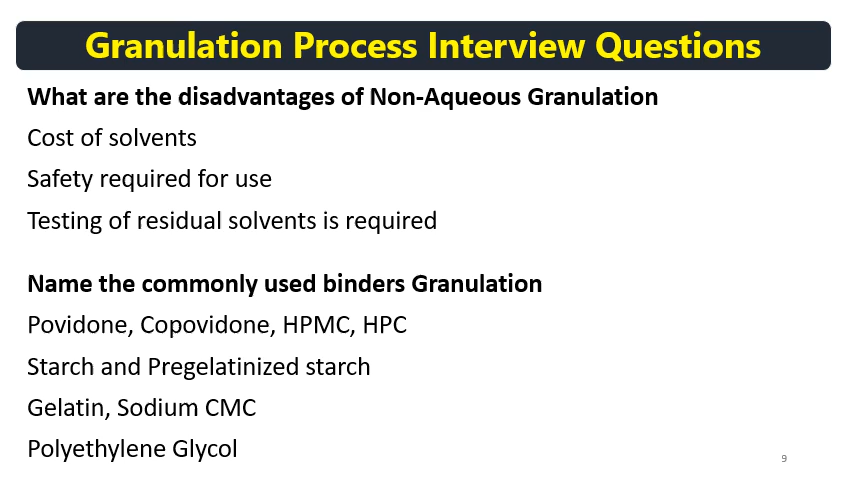 Granulation Process Interview Questions
What are the disadvantages of Non-Aqueous Granulation
Cost of solvents
Safety required for use
Testing of residual solvents is required
Name the commonly used binders Granulation
Povidone, Copovidone, HPMC, HPC
Starch and Pregelatinized starch
Gelatin, Sodium CMC
Polyethylene Glycol
9